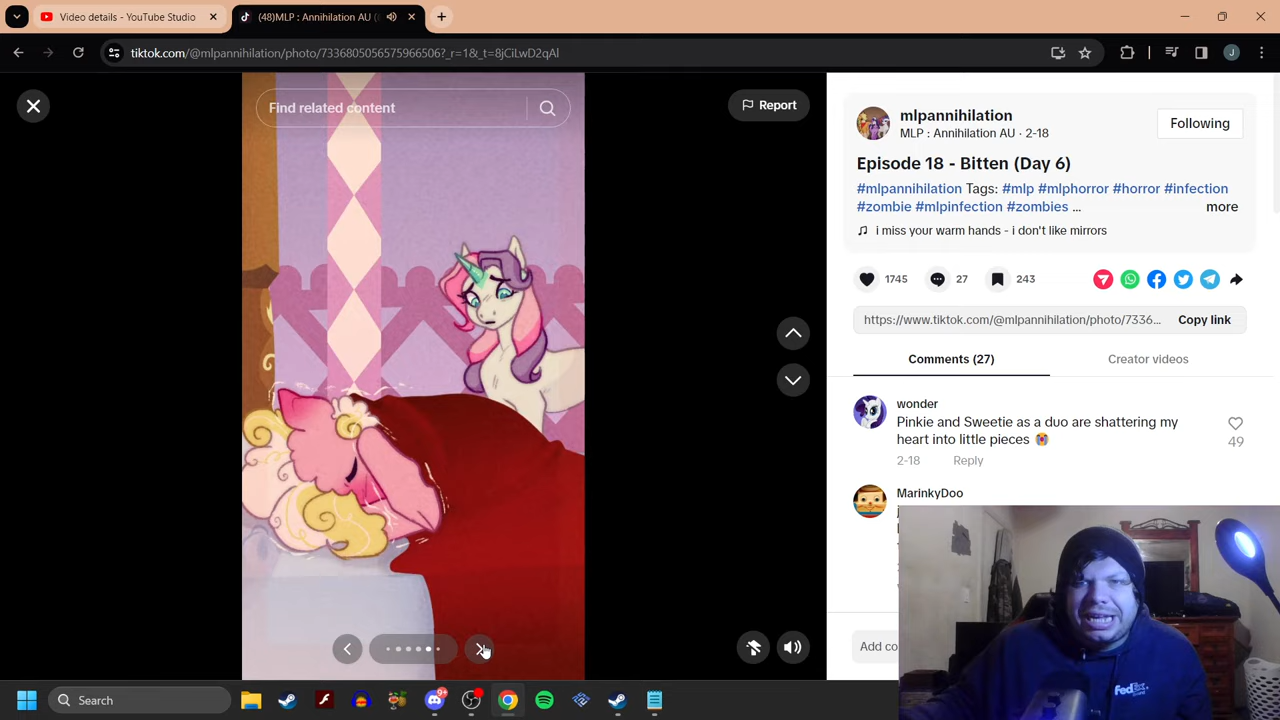 Video details - YouTube Studio
(48)MLP : Annihilation AU (
tiktok.com/@mlpannihilation/photo/7336805056575966506?_r=1&_t=8jCiLwD2qAl
J
Find related content
Report
mlpannihilation
MLP : Annihilation AU · 2-18
Following
Episode 18 - Bitten (Day 6)
#mlpannihilation Tags: #mlp #mlphorror #horror #infection
#zombie #mlpinfection #zombies ...
more
i miss your warm hands - i don't like mirrors
1745
27
243
https://www.tiktok.com/@mlpannihilation/photo/7336...
Copy link
Comments (27)
Creator videos
wonder
Pinkie and Sweetie as a duo are shattering my
heart into little pieces 😭
49
2-18
Reply
MarinkyDoo
Add co
FedEx
Search
9+